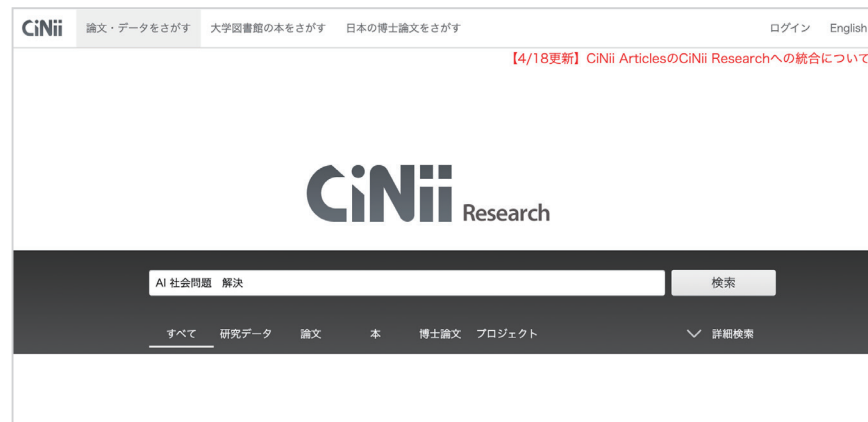 CiNii 論文・データをさがす 大学図書館の本をさがす 日本の博士論文をさがす ログイン English
【4/18更新】CiNii ArticlesのCiNii Researchへの統合について
CiNii Research
AI 社会問題　解決 検索
すべて 研究データ 論文 本 博士論文 プロジェクト 詳細検索